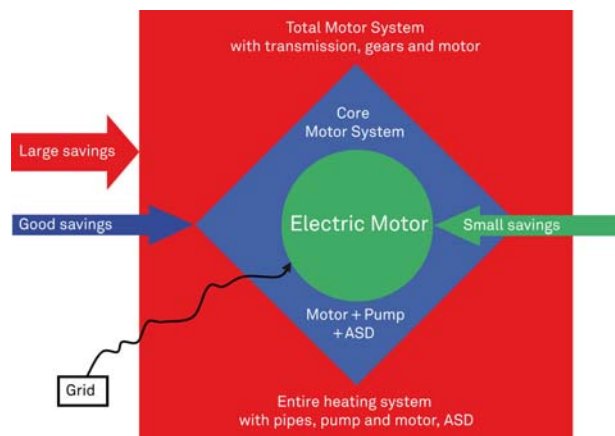 Total Motor System
with transmission, gears and motor
Core
Motor System
Large savings
Good savings
Electric Motor
Small savings
Motor + Pump
+ ASD
Grid
Entire heating system
with pipes, pump and motor, ASD